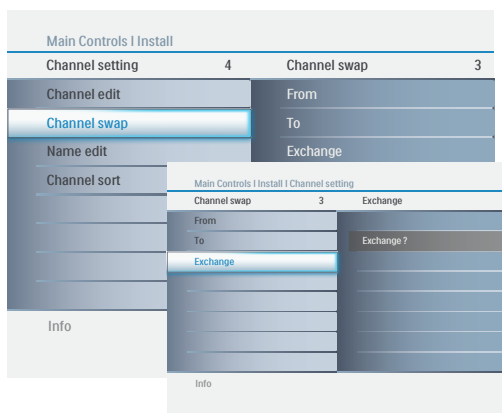 Main Controls I Install
Channel setting 4 Channel swap 3
Channel edit From
Channel swap To
Name edit Exchange
Channel sort
Info
Main Controls I Install I Channel setting
Channel swap 3 Exchange
From
To Exchange ?
Exchange
Info